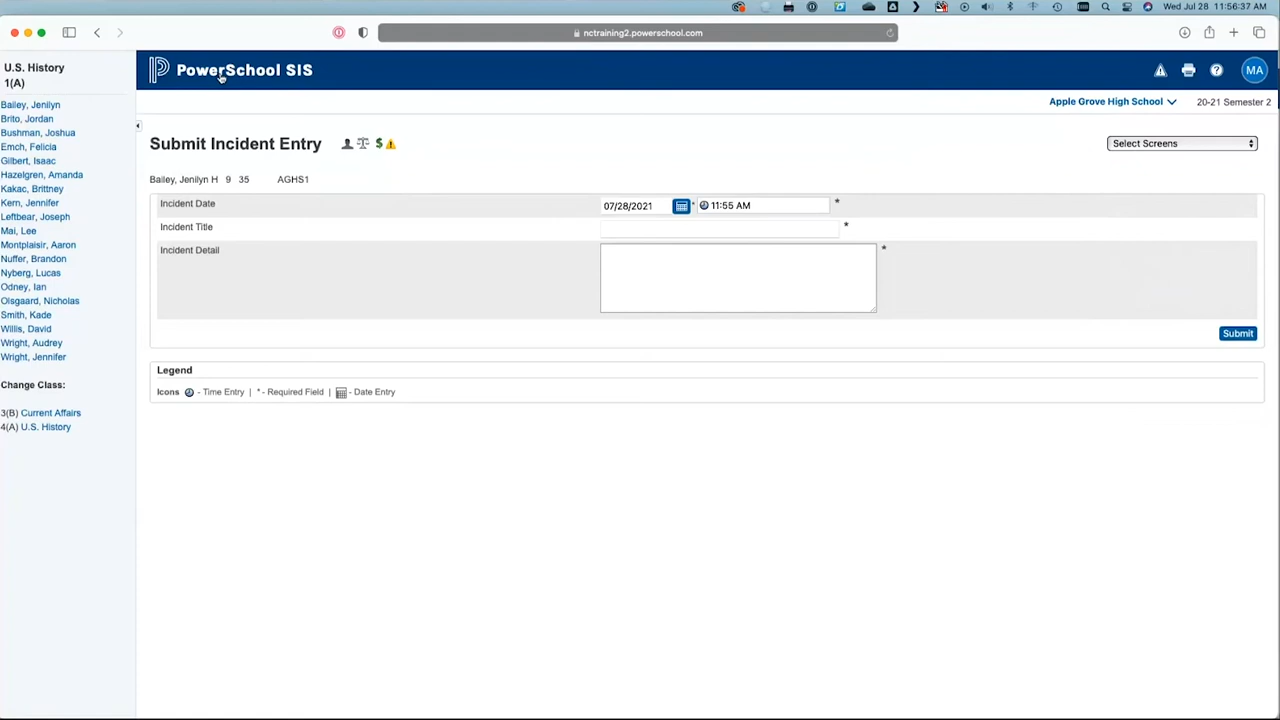 Wed Jul 28 11:56:37 AM
nctraining2.powerschool.com
U.S. History
1(A)
Bailey, Jenilyn
Brito, Jordan
Bushman, Joshua
Emch, Felicia
Gilbert, Isaac
Hazelgren, Amanda
Kakac, Brittney
Kern, Jennifer
Leftbear, Joseph
Mai, Lee
Montplaisir, Aaron
Nuffer, Brandon
Nyberg, Lucas
Odney, Ian
Olsgaard, Nicholas
Smith, Kade
Willis, David
Wright, Audrey
Wright, Jennifer
Change Class:
3(B) Current Affairs
4(A) U.S. History
PowerSchool SIS
MA
Apple Grove High School 20-21 Semester 2
Submit Incident Entry $
Select Screens
Bailey, Jenilyn H 9 35 AGHS1
Incident Date 07/28/2021 * 11:55 AM *
Incident Title *
Incident Detail *
Submit
Legend
Icons - Time Entry | * - Required Field | - Date Entry